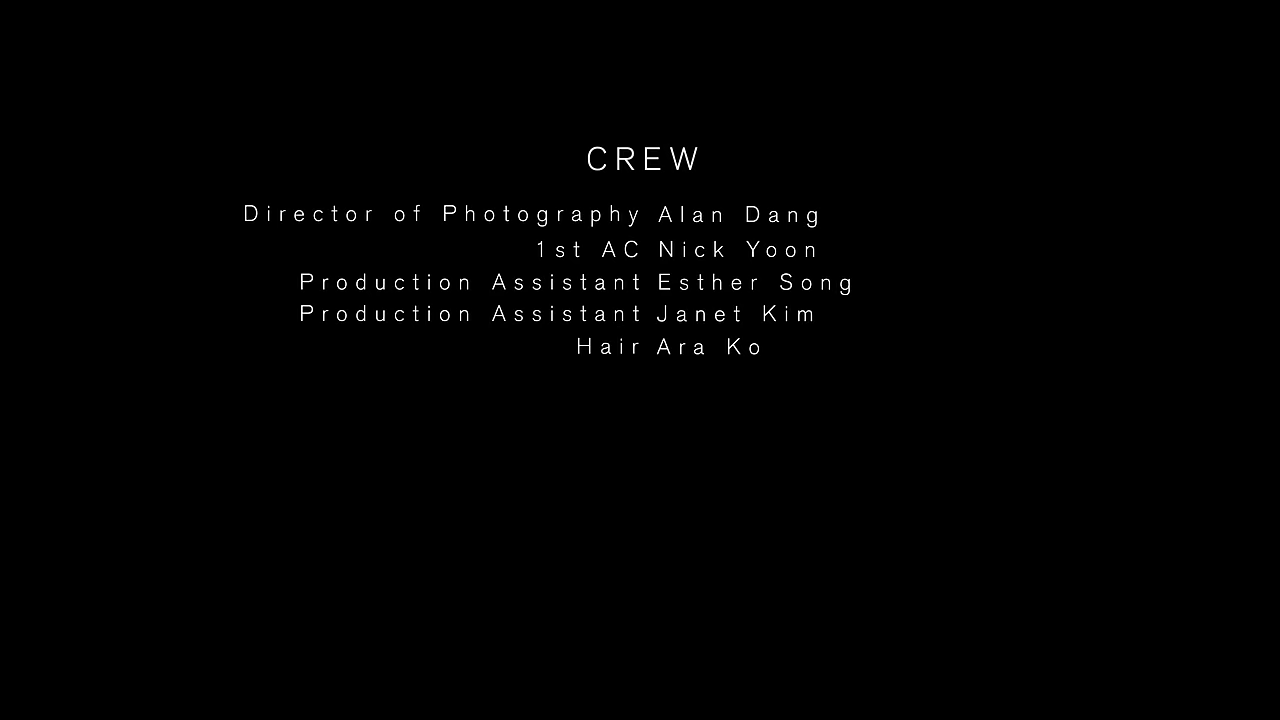 CREW
Director of Photography Alan Dang
1st AC Nick Yoon
Production Assistant Esther Song
Production Assistant Janet Kim
Hair Ara Ko